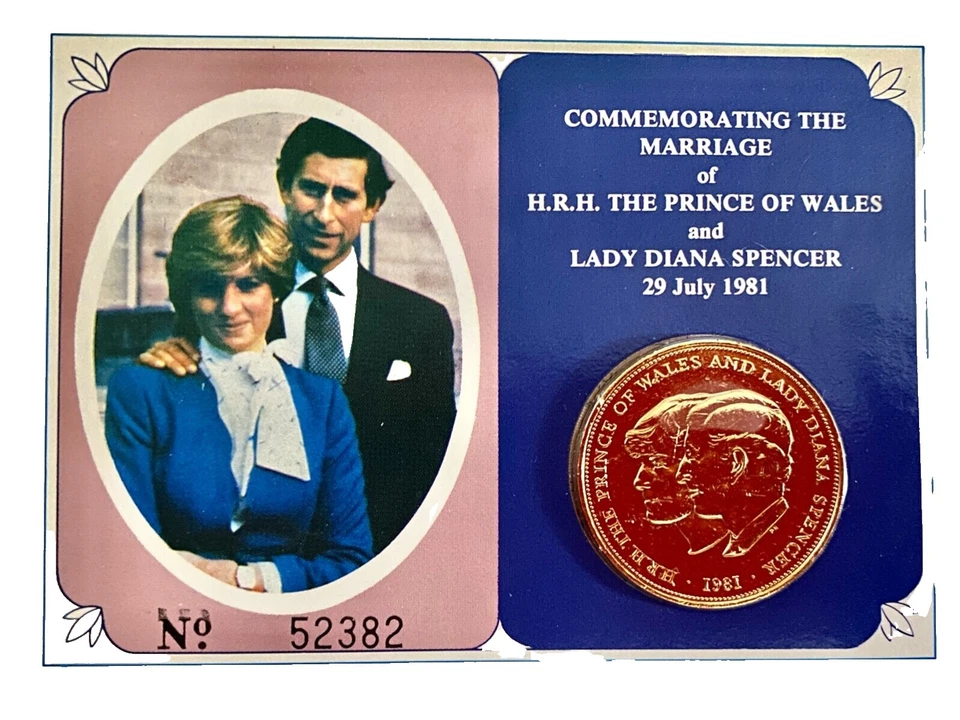 COMMEMORATING THE
MARRIAGE
of
H.R.H. THE PRINCE OF WALES
and
LADY DIANA SPENCER
29 July 1981
H.R.H. THE PRINCE OF WALES AND LADY DIANA SPENCER
· 1981 ·
Nº 52382